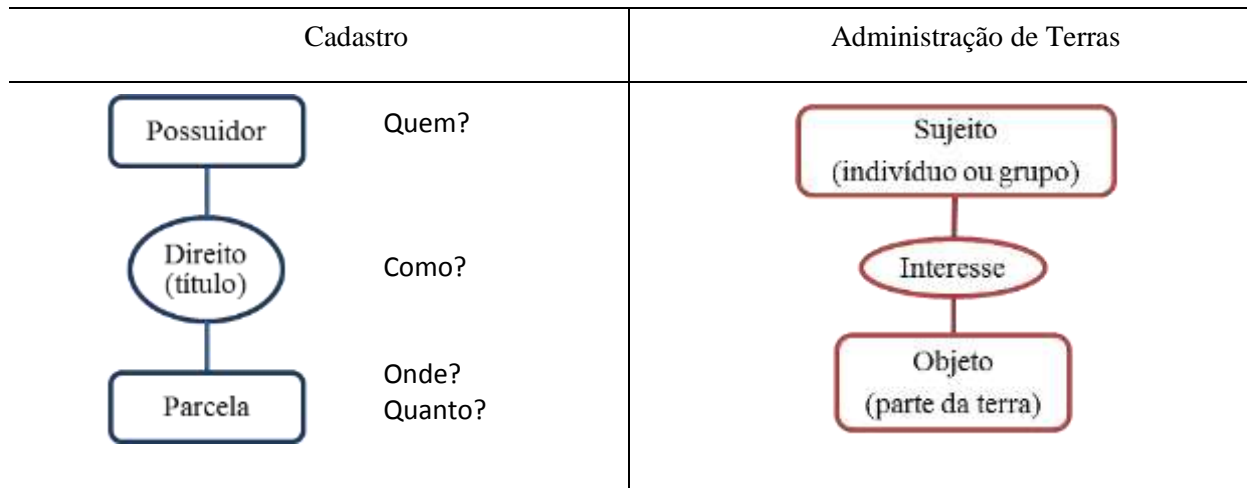 Cadastro
Administração de Terras
Possuidor
Quem?
Direito
(título)
Como?
Parcela
Onde?
Quanto?
Sujeito
(indivíduo ou grupo)
Interesse
Objeto
(parte da terra)